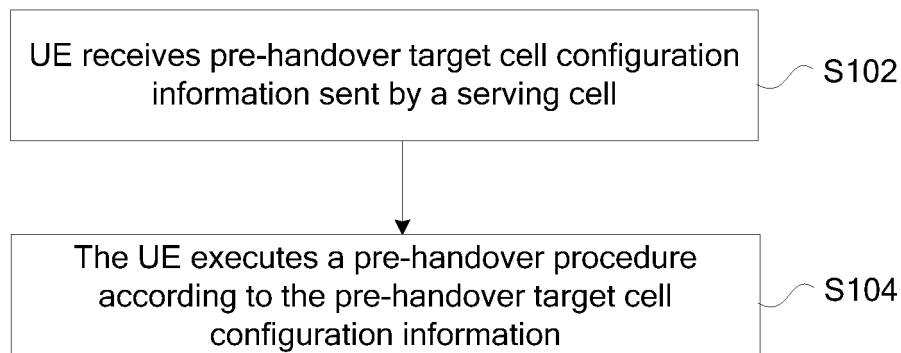 UE receives pre-handover target cell configuration
information sent by a serving cell
S102
The UE executes a pre-handover procedure
according to the pre-handover target cell
configuration information
S104